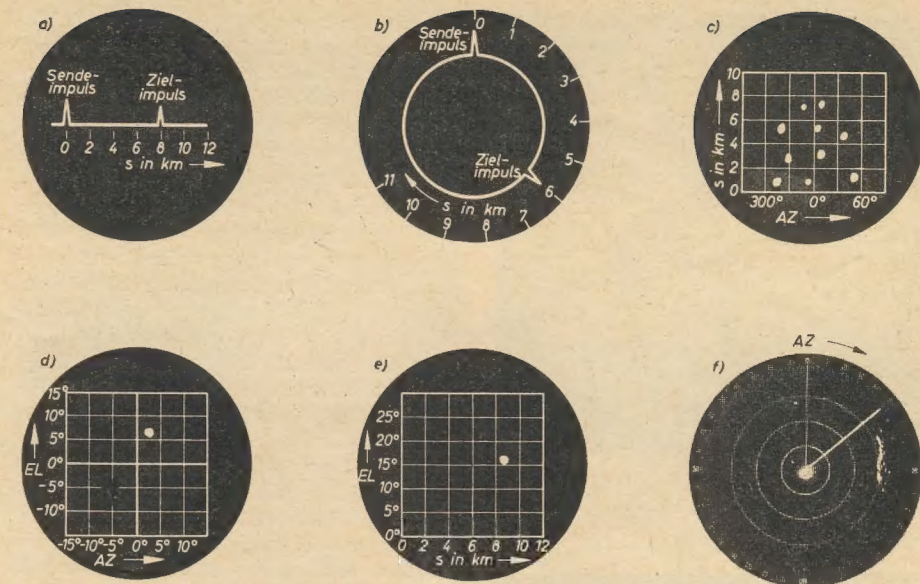 a)
Sende-
impuls
Ziel-
impuls
0 2 4 6 8 10 12
s in km
b)
0
1
2
3
4
5
6
7
8
9
10
11
Sende-
impuls
Ziel-
impuls
s in km
c)
10
8
6
4
2
0
s in km
300° 0° 60°
AZ
d)
15°
10°
5°
0°
-5°
-10°
EL
-15° -10° -5° 0° 5° 10°
AZ
e)
25°
20°
15°
10°
5°
0°
EL
0 2 4 6 8 10 12
s in km
f)
AZ